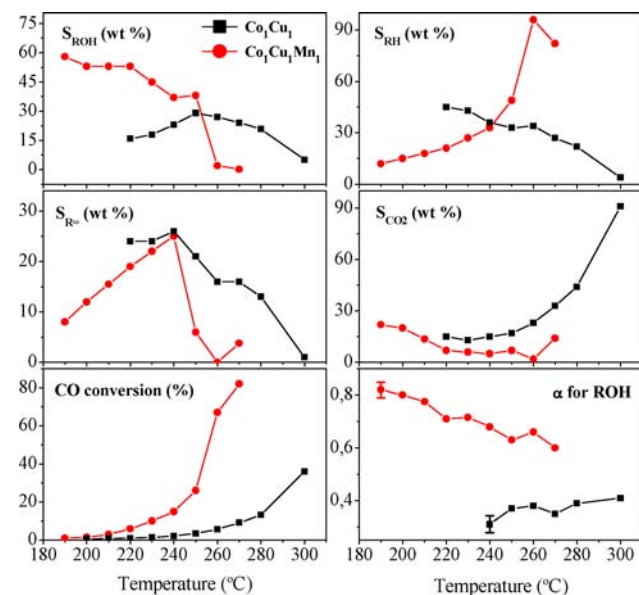 S_ROH (wt %)
Co₁Cu₁
Co₁Cu₁Mn₁
75
60
45
30
15
0
S_RH (wt %)
90
60
30
0
S_R= (wt %)
20
10
0
S_CO2 (wt %)
90
60
30
0
CO conversion (%)
80
60
40
20
0
180 200 220 240 260 280 300
Temperature (ºC)
α for ROH
0,8
0,6
0,4
180 200 220 240 260 280 300
Temperature (ºC)